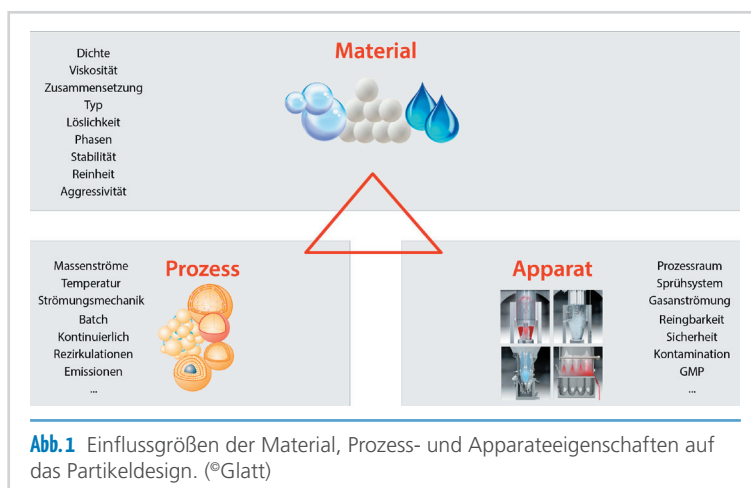 Material
Dichte
Viskosität
Zusammensetzung
Typ
Löslichkeit
Phasen
Stabilität
Reinheit
Aggressivität
Prozess
Massenströme
Temperatur
Strömungsmechanik
Batch
Kontinuierlich
Rezirkulationen
Emissionen
...
Apparat
Prozessraum
Sprühsystem
Gasanströmung
Reingbarkeit
Sicherheit
Kontamination
GMP
...
Abb. 1 Einflussgrößen der Material, Prozess- und Apparateeigenschaften auf
das Partikeldesign. (©Glatt)